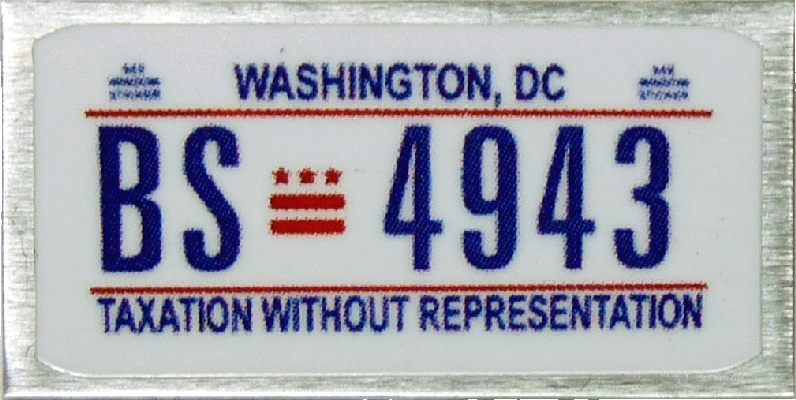 WASHINGTON, DC
BS 4943
TAXATION WITHOUT REPRESENTATION